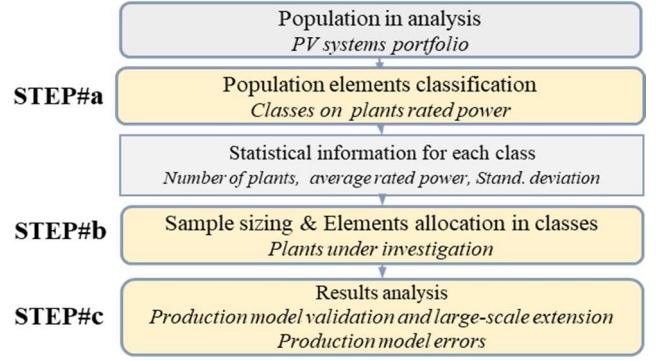 Population in analysis
PV systems portfolio
STEP#a
Population elements classification
Classes on plants rated power
Statistical information for each class
Number of plants, average rated power, Stand. deviation
STEP#b
Sample sizing & Elements allocation in classes
Plants under investigation
STEP#c
Results analysis
Production model validation and large-scale extension
Production model errors